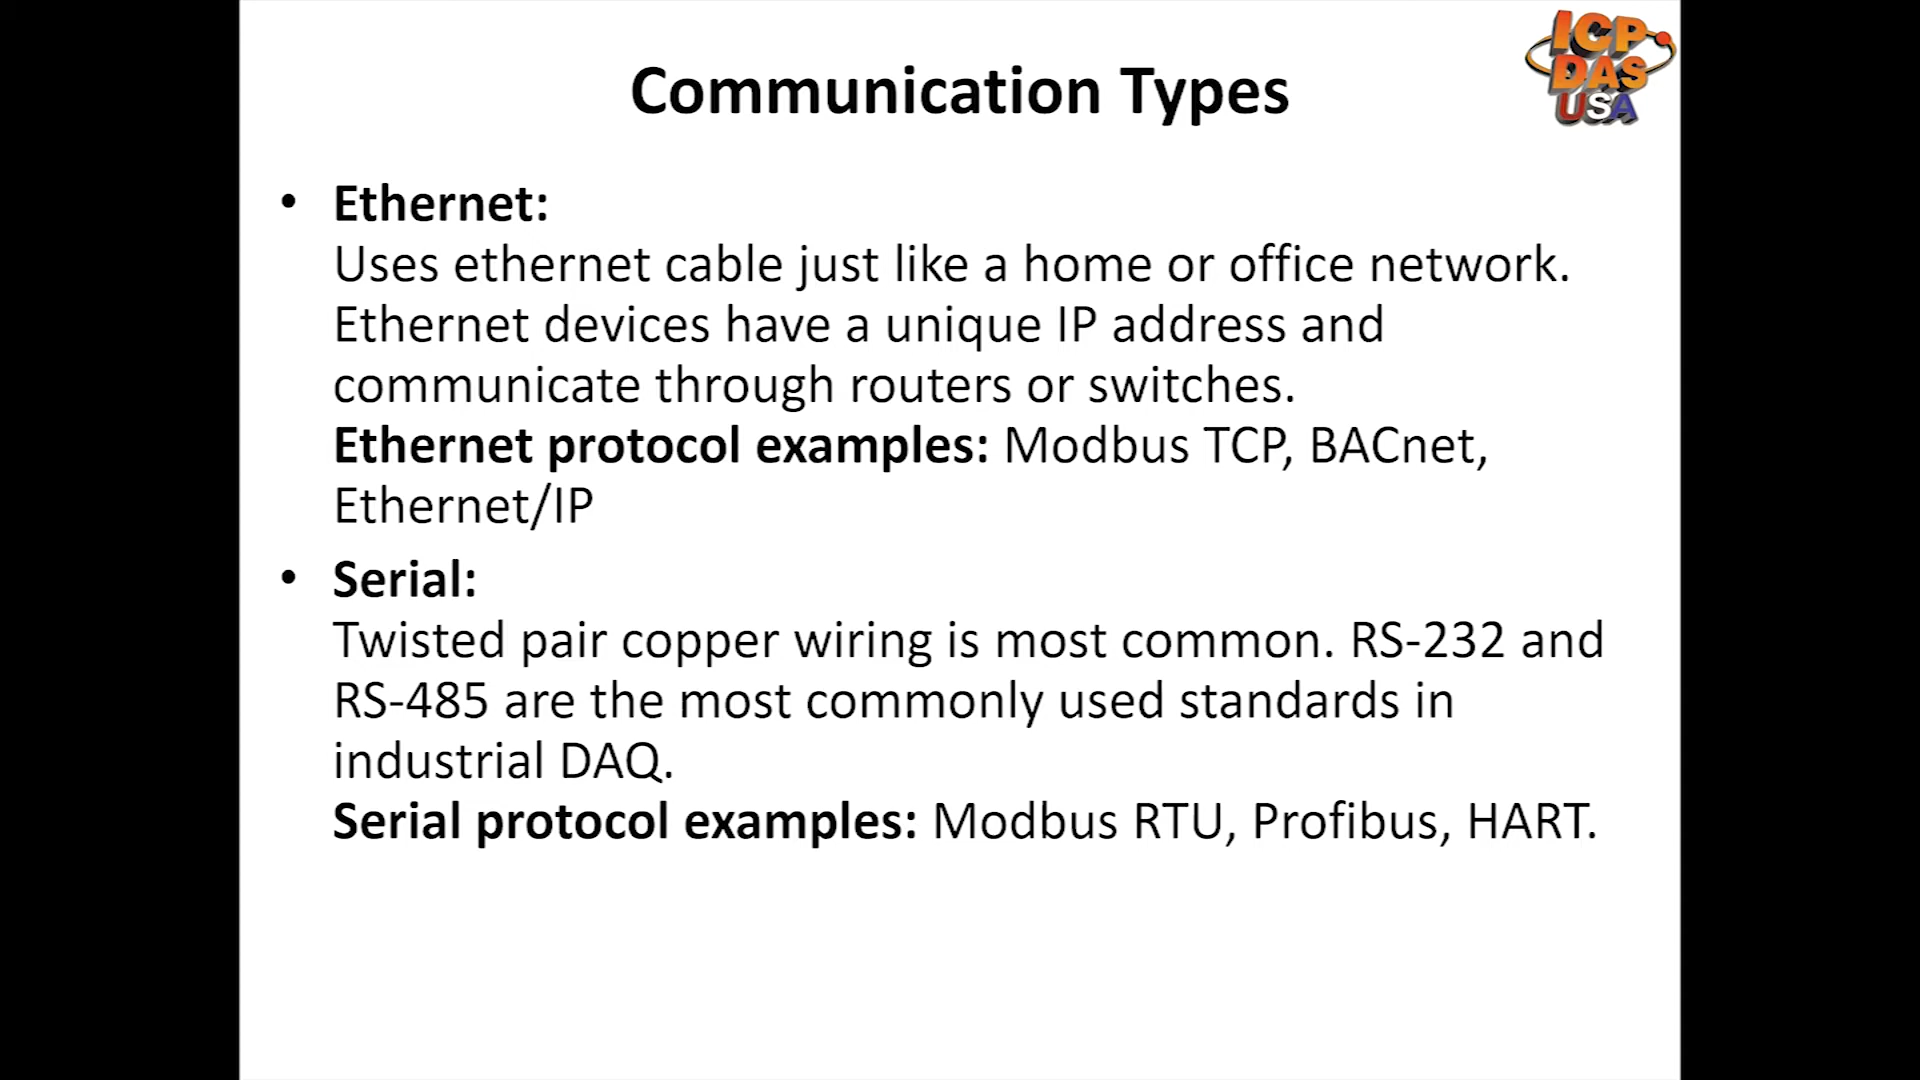 ICP
DAS
USA
Communication Types
• Ethernet:
Uses ethernet cable just like a home or office network.
Ethernet devices have a unique IP address and
communicate through routers or switches.
Ethernet protocol examples: Modbus TCP, BACnet,
Ethernet/IP
• Serial:
Twisted pair copper wiring is most common. RS-232 and
RS-485 are the most commonly used standards in
industrial DAQ.
Serial protocol examples: Modbus RTU, Profibus, HART.